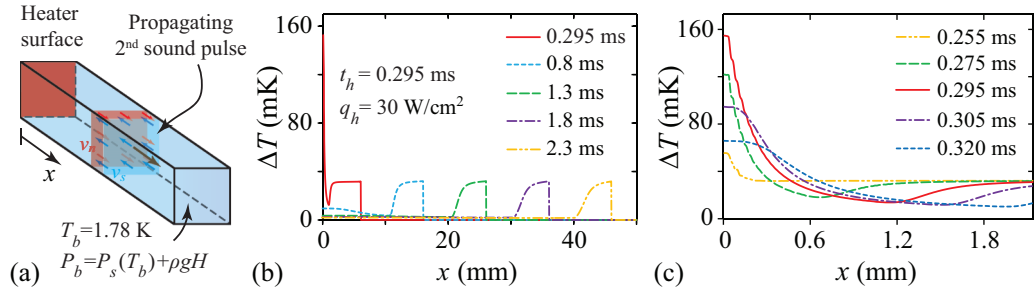 Heater
surface
Propagating
2nd sound pulse
vn
vs
x
Tb=1.78 K
Pb=Ps(Tb)+ρgH
(a)
160
80
0
ΔT (mK)
th= 0.295 ms
qh= 30 W/cm2
0.295 ms
0.8 ms
1.3 ms
1.8 ms
2.3 ms
0
20
40
x (mm)
(b)
160
80
0
ΔT (mK)
0.255 ms
0.275 ms
0.295 ms
0.305 ms
0.320 ms
0
0.6
1.2
1.8
x (mm)
(c)